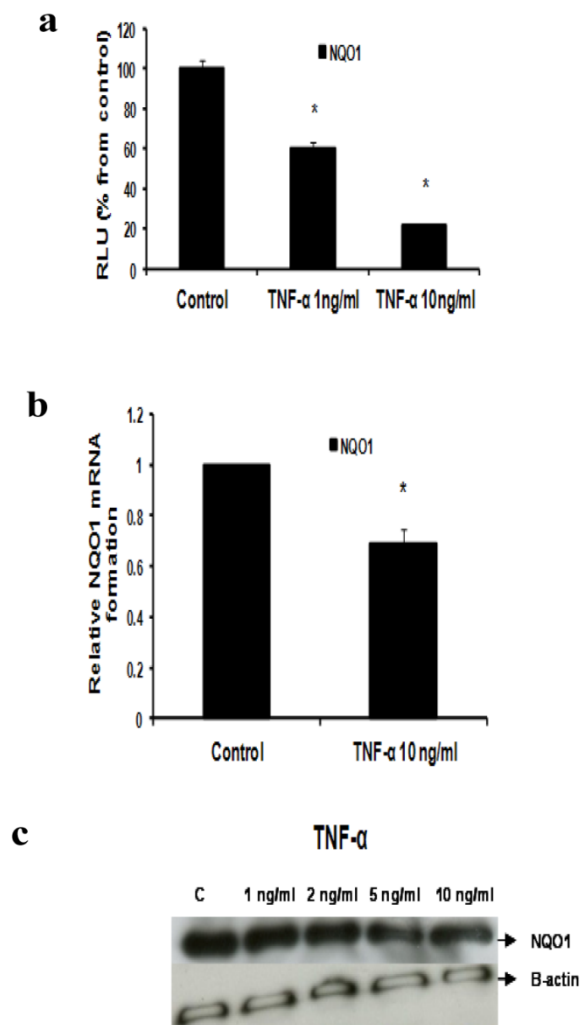 a
RLU (% from control)
120
100
80
60
40
20
0
NQO1
*
*
Control
TNF-α 1ng/ml
TNF-α 10ng/ml
b
Relative NQO1 mRNA
formation
1.2
1
0.8
0.6
0.4
0.2
0
NQO1
*
Control
TNF-α 10 ng/ml
c
TNF-α
C
1 ng/ml
2 ng/ml
5 ng/ml
10 ng/ml
NQO1
B-actin